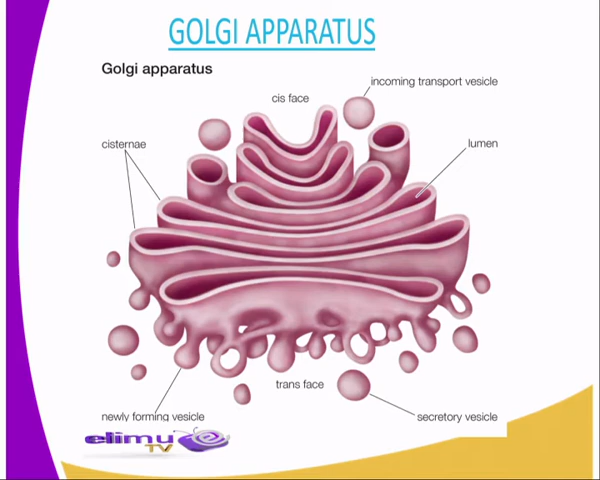 GOLGI APPARATUS
Golgi apparatus
incoming transport vesicle
cis face
cisternae
lumen
trans face
newly forming vesicle
secretory vesicle
elimu
TV